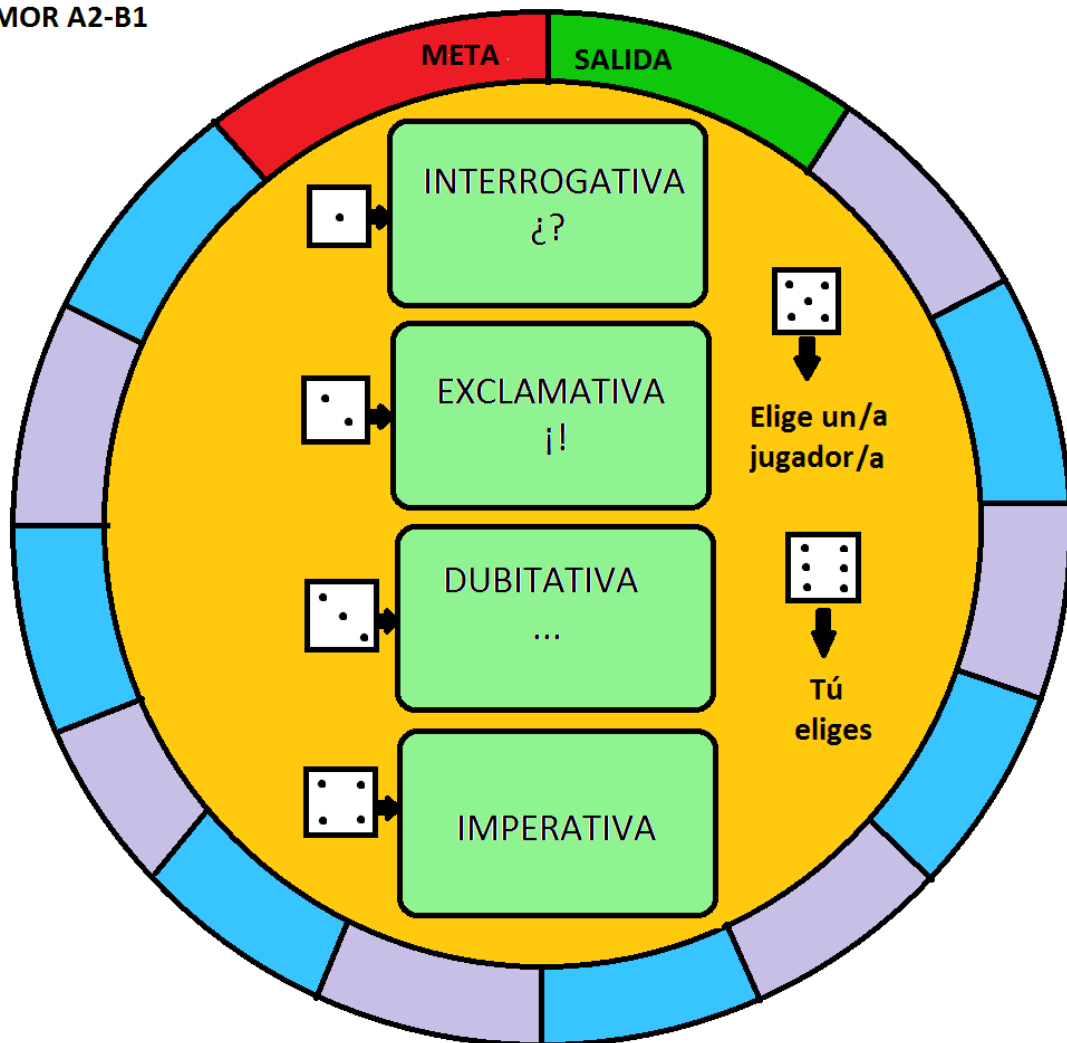 MOR A2-B1
META
SALIDA
INTERROGATIVA
¿?
EXCLAMATIVA
¡!
Elige un/a
jugador/a
DUBITATIVA
...
Tú
eliges
IMPERATIVA